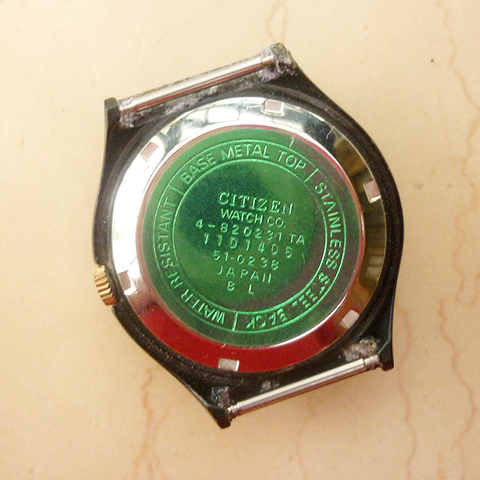 WATER RESISTANT | BASE METAL TOP | STAINLESS STEEL BACK |
CITIZEN
WATCH CO.
4-820231 TA
1101406
51-0238
JAPAN
8 L